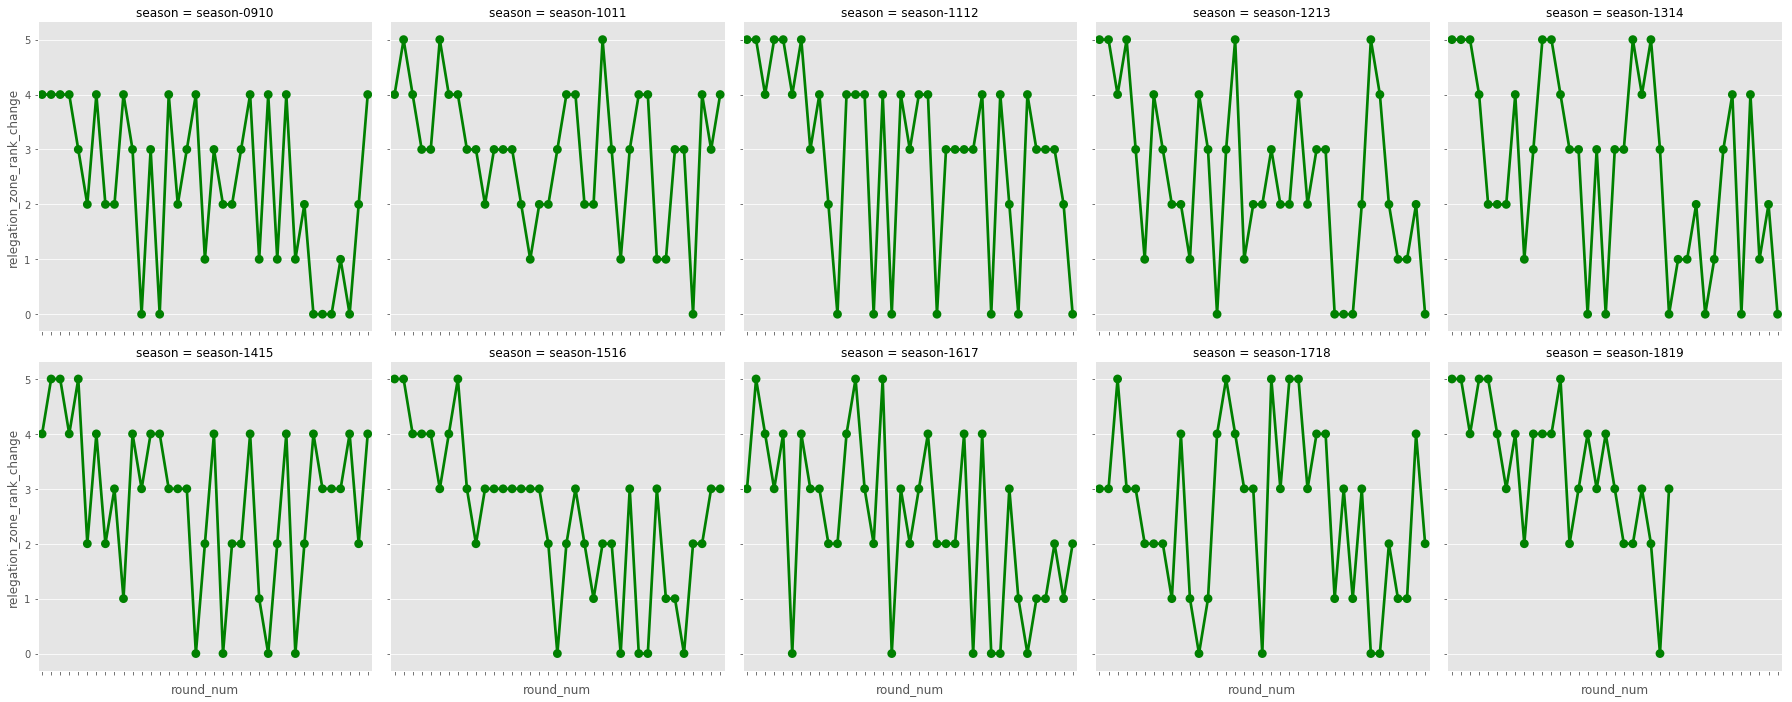 season = season-0910
season = season-1011
season = season-1112
season = season-1213
season = season-1314
relegation_zone_rank_change
5
4
3
2
1
0
season = season-1415
season = season-1516
season = season-1617
season = season-1718
season = season-1819
relegation_zone_rank_change
5
4
3
2
1
0
round_num
round_num
round_num
round_num
round_num